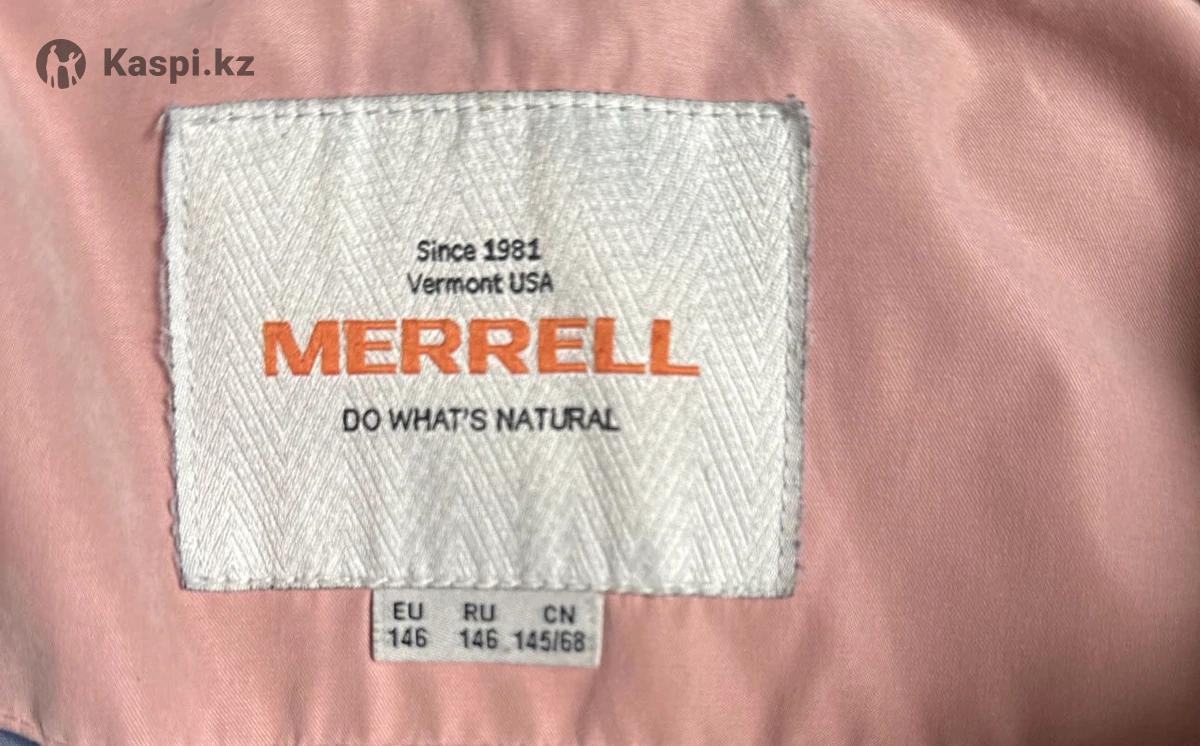 Kaspi.kz
Since 1981
Vermont USA
MERRELL
DO WHAT'S NATURAL
EU RU CN
146 146 145/68